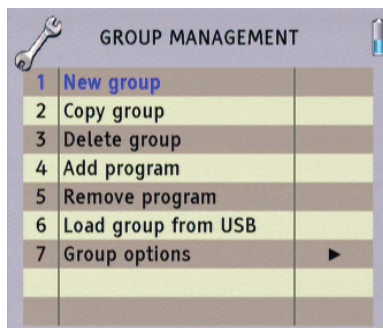 GROUP MANAGEMENT
1 New group
2 Copy group
3 Delete group
4 Add program
5 Remove program
6 Load group from USB
7 Group options ►